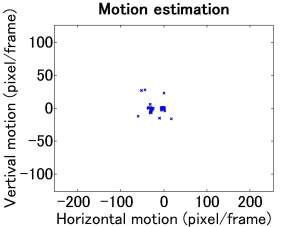 Motion estimation
100
50
0
-50
-100
-200 -100 0 100 200
Vertival motion (pixel/frame)
Horizontal motion (pixel/frame)